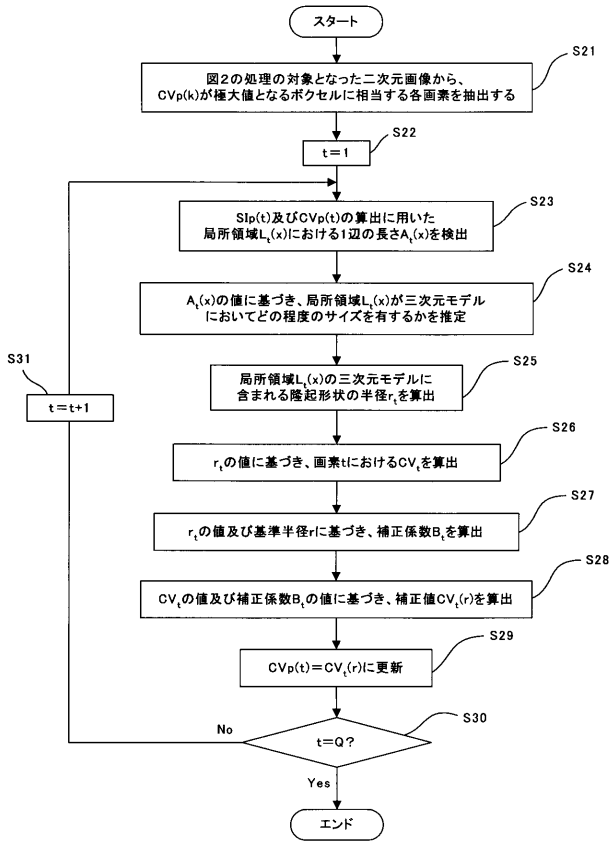 スタート
S21
図2の処理の対象となった二次元画像から、
CVp(k)が極大値となるボクセルに相当する各画素を抽出する
S22
t=1
S23
SIp(t)及びCVp(t)の算出に用いた
局所領域Lt(x)における1辺の長さAt(x)を検出
S24
At(x)の値に基づき、局所領域Lt(x)が三次元モデル
においてどの程度のサイズを有するかを推定
S31
t=t+1
S25
局所領域Lt(x)の三次元モデルに
含まれる隆起形状の半径rtを算出
S26
rtの値に基づき、画素tにおけるCVtを算出
S27
rtの値及び基準半径rに基づき、補正係数Btを算出
S28
CVtの値及び補正係数Btの値に基づき、補正値CVt(r)を算出
S29
CVp(t)=CVt(r)に更新
S30
No
t=Q?
Yes
エンド